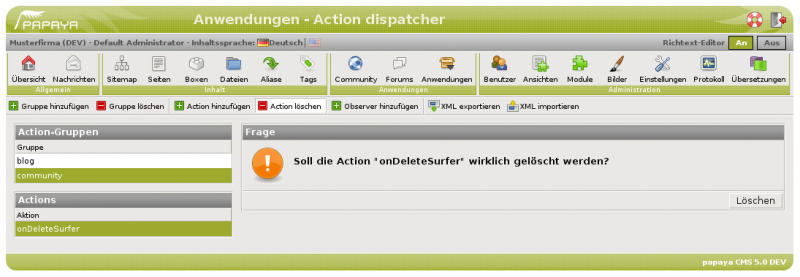 PAPAYA Anwendungen - Action dispatcher
Musterfirma (DEV) - Default Administrator - Inhaltssprache: Deutsch | Richtext-Editor An Aus
Übersicht Nachrichten Sitemap Seiten Boxen Dateien Aliase Tags Community Forums Anwendungen Benutzer Ansichten Module Bilder Einstellungen Protokoll Übersetzungen
Allgemein Inhalt Anwendungen Administration
Gruppe hinzufügen Gruppe löschen Action hinzufügen Action löschen Observer hinzufügen XML exportieren XML importieren
Action-Gruppen
Gruppe
blog
community
Actions
Aktion
onDeleteSurfer
Frage
Soll die Action "onDeleteSurfer" wirklich gelöscht werden?
Löschen
papaya CMS 5.0 DEV